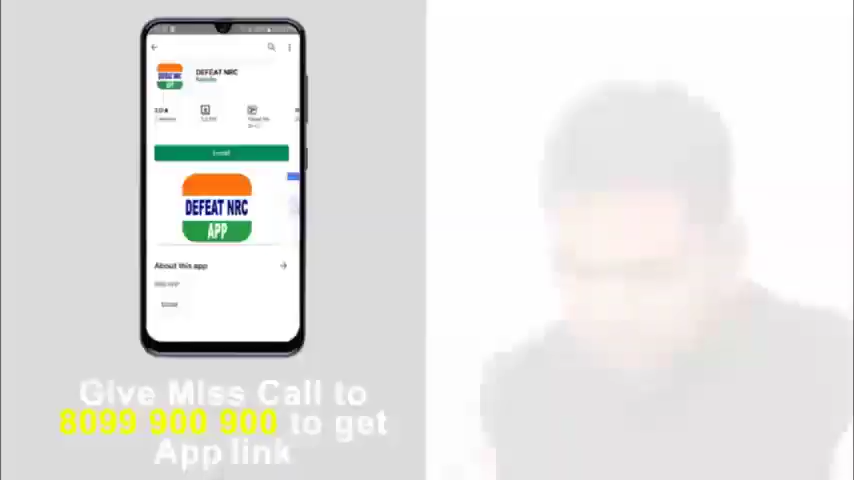 DEFEAT NRC
Install
DEFEAT NRC
APP
About this app
Give Miss Call to
8099 900 900 to get
App link